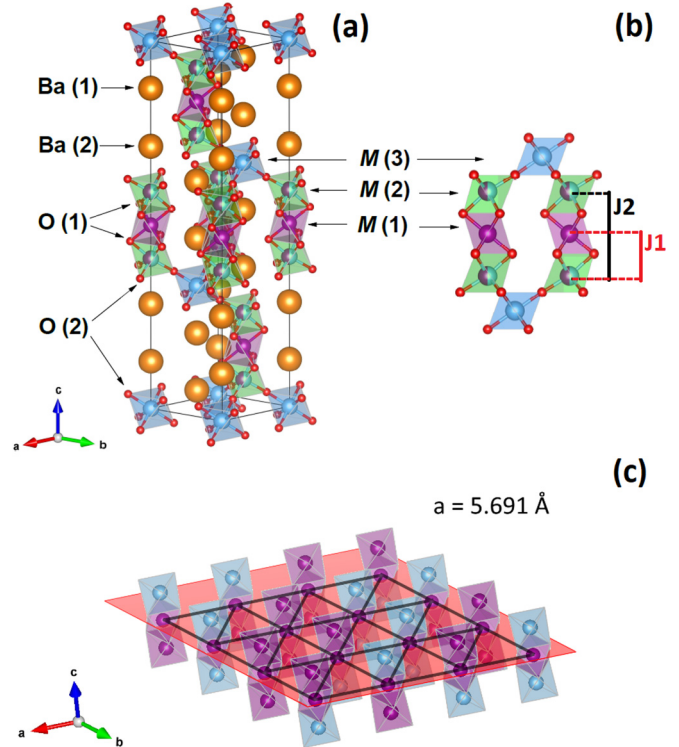 (a)
(b)
Ba (1)
Ba (2)
O (1)
O (2)
M (3)
M (2)
M (1)
J2
J1
c
a
b
(c)
a = 5.691 Å
c
a
b